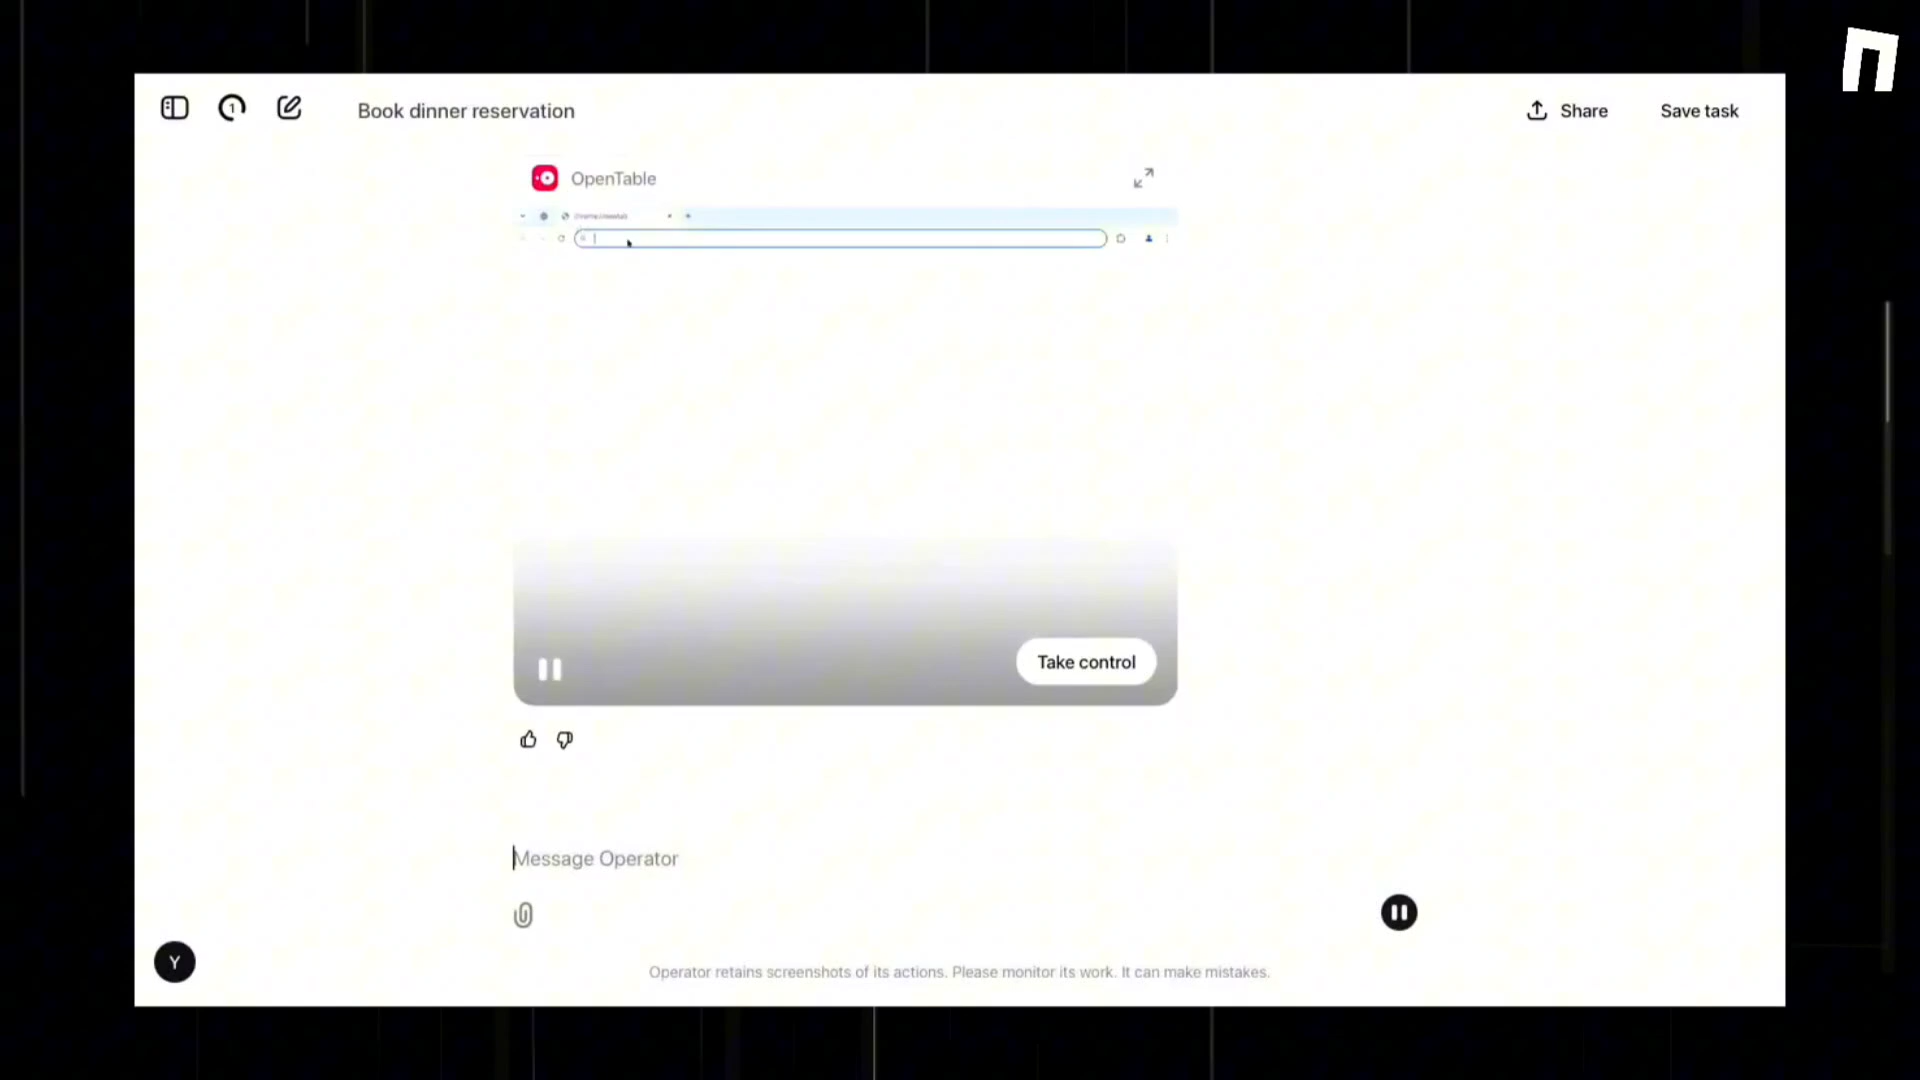 1
Book dinner reservation
Share
Save task
OpenTable
Take control
Message Operator
Y
Operator retains screenshots of its actions. Please monitor its work. It can make mistakes.